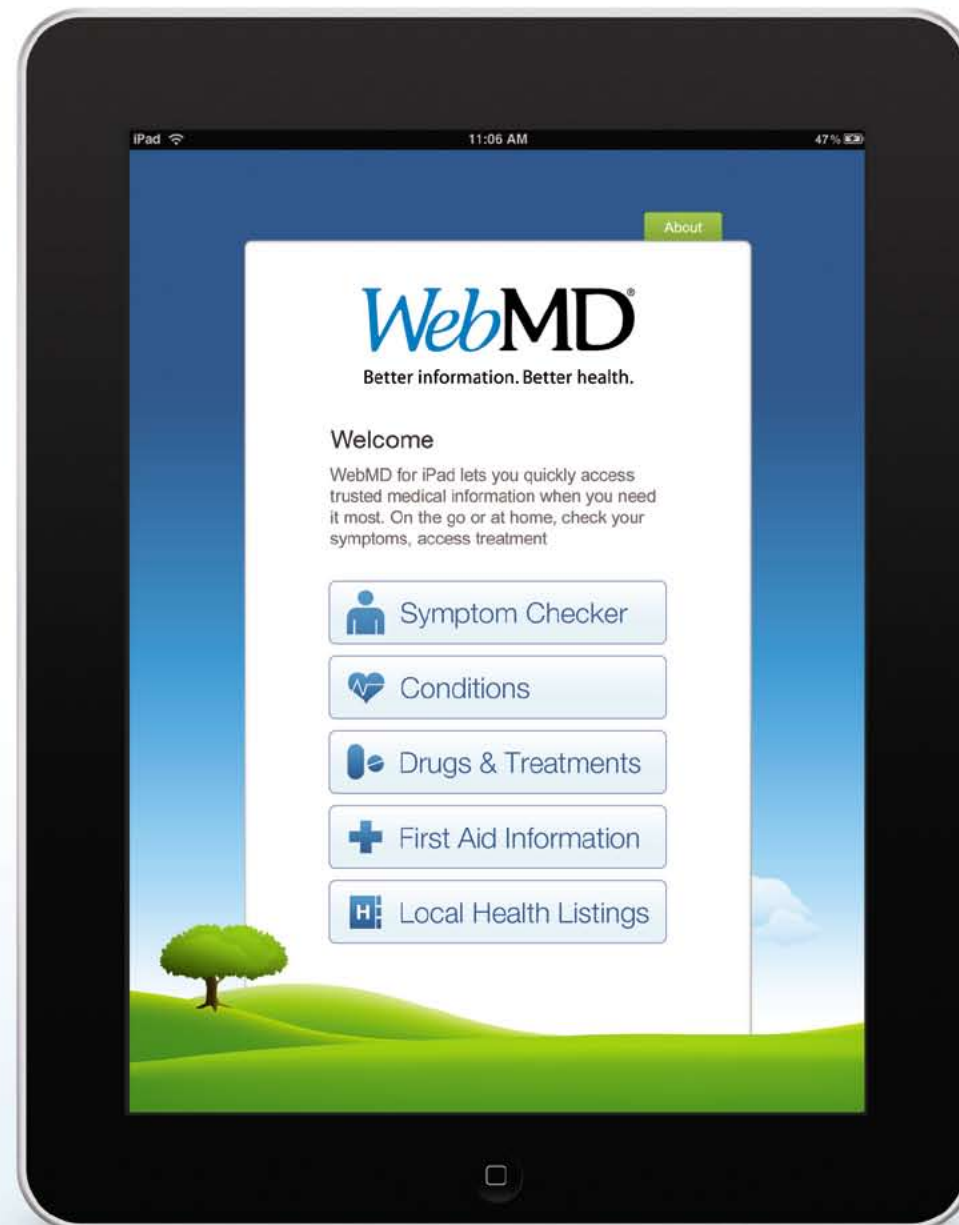 iPad 11:06 AM 47%
About
WebMD®
Better information. Better health.
Welcome
WebMD for iPad lets you quickly access
trusted medical information when you need
it most. On the go or at home, check your
symptoms, access treatment
Symptom Checker
Conditions
Drugs & Treatments
First Aid Information
H
Local Health Listings